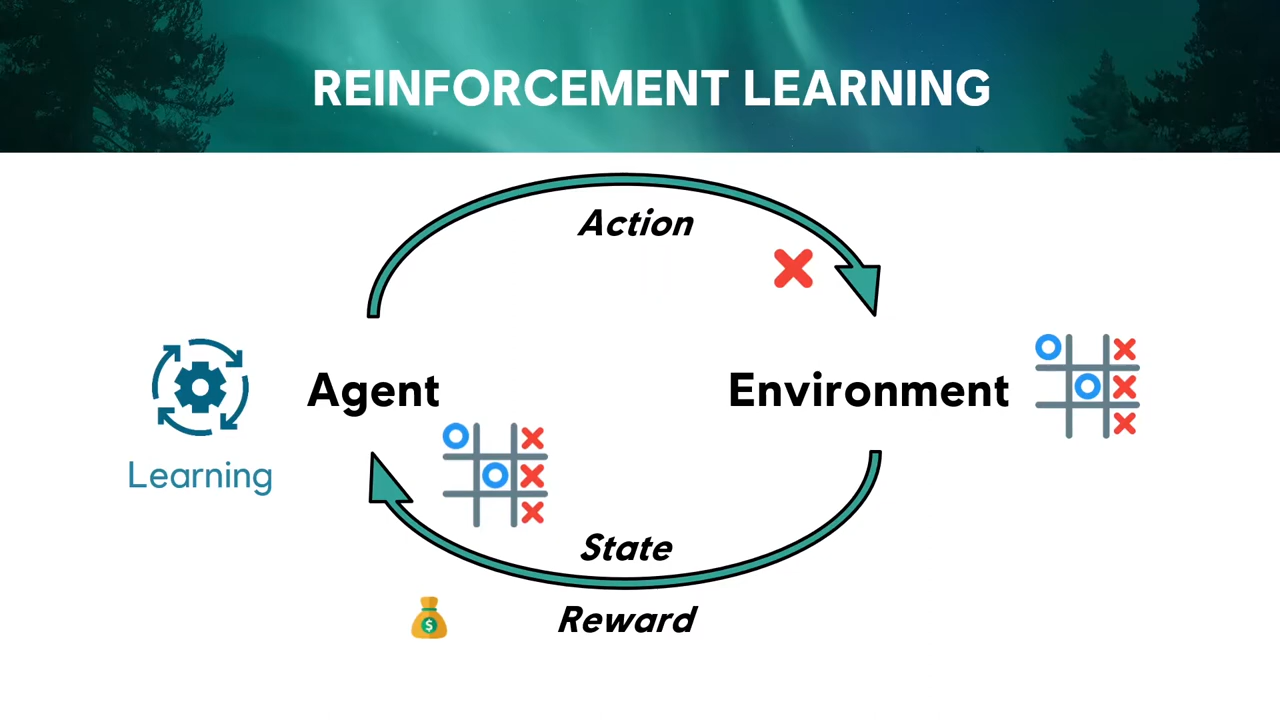 REINFORCEMENT LEARNING
Action
Agent
Environment
Learning
State
Reward